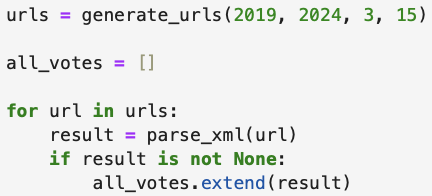 urls = generate_urls(2019, 2024, 3, 15)
all_votes = []
for url in urls:
    result = parse_xml(url)
    if result is not None:
        all_votes.extend(result)